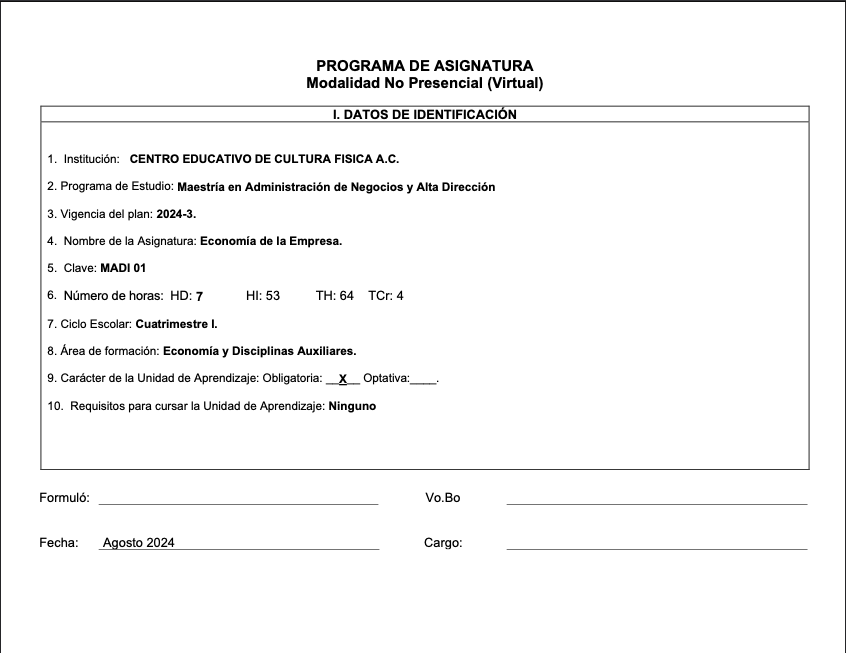 PROGRAMA DE ASIGNATURA
Modalidad No Presencial (Virtual)
I. DATOS DE IDENTIFICACIÓN
1. Institución: CENTRO EDUCATIVO DE CULTURA FISICA A.C.
2. Programa de Estudio: Maestría en Administración de Negocios y Alta Dirección
3. Vigencia del plan: 2024-3.
4. Nombre de la Asignatura: Economía de la Empresa.
5. Clave: MADI 01
6. Número de horas: HD: 7 HI: 53 TH: 64 TCr: 4
7. Ciclo Escolar: Cuatrimestre I.
8. Área de formación: Economía y Disciplinas Auxiliares.
9. Carácter de la Unidad de Aprendizaje: Obligatoria: __X__ Optativa:____.
10. Requisitos para cursar la Unidad de Aprendizaje: Ninguno
Formuló: Vo.Bo
Fecha: Agosto 2024 Cargo: